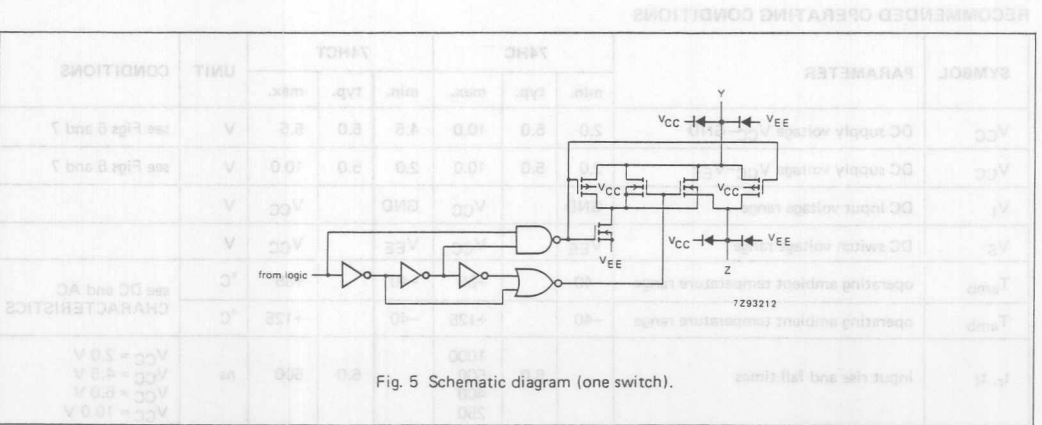 Y
VCC VEE
VCC VCC
VEE
VCC VEE
Z
from logic
7Z93212
Fig. 5 Schematic diagram (one switch).
RECOMMENDED OPERATING CONDITIONS
SYMBOL PARAMETER 74HC 74HCT UNIT CONDITIONS
min. typ. max. min. typ. max.
VCC DC supply voltage VCC–GND 2.0 5.0 10.0 4.5 5.0 5.5 V see Figs 6 and 7
VCC DC supply voltage VCC–VEE 2.0 5.0 10.0 2.0 5.0 10.0 V see Figs 6 and 7
VI DC input voltage range GND VCC GND VCC V
VS DC switch voltage range VEE VCC VEE VCC V
Tamb operating ambient temperature range –40 °C see DC and AC
CHARACTERISTICS
Tamb operating ambient temperature range –40 +125 –40 +125 °C
tr, tf input rise and fall times 6.0 1000 6.0 500 ns VCC = 2.0 V
VCC = 4.5 V
400 VCC = 6.0 V
250 VCC = 10.0 V